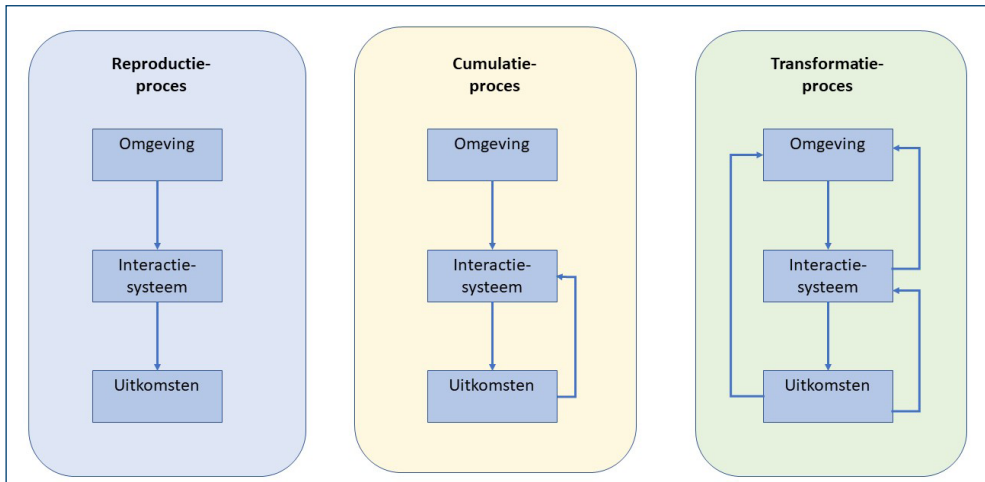 Reproductie-
proces
Omgeving
Interactie-
systeem
Uitkomsten
Cumulatie-
proces
Omgeving
Interactie-
systeem
Uitkomsten
Transformatie-
proces
Omgeving
Interactie-
systeem
Uitkomsten